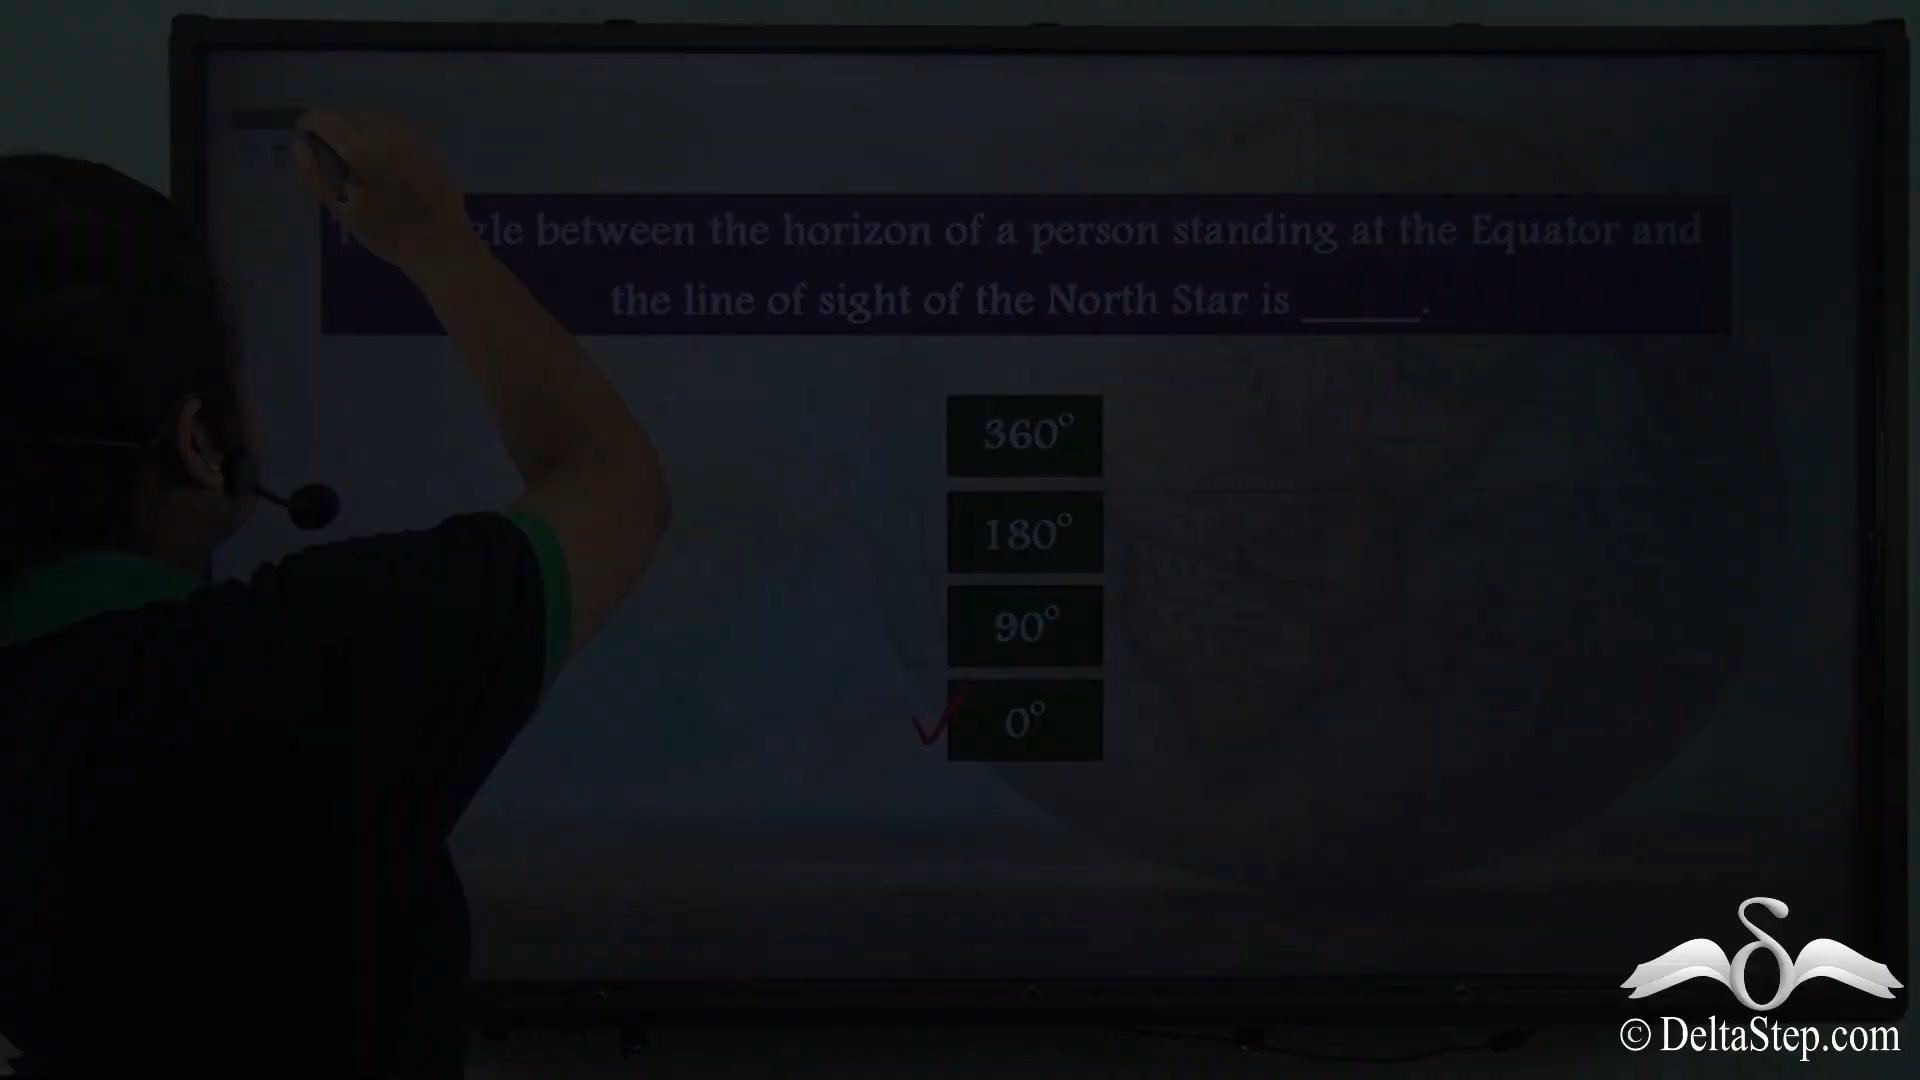 gle between the horizon of a person standing at the Equator and
the line of sight of the North Star is ______.
360°
180°
90°
0°
© DeltaStep.com